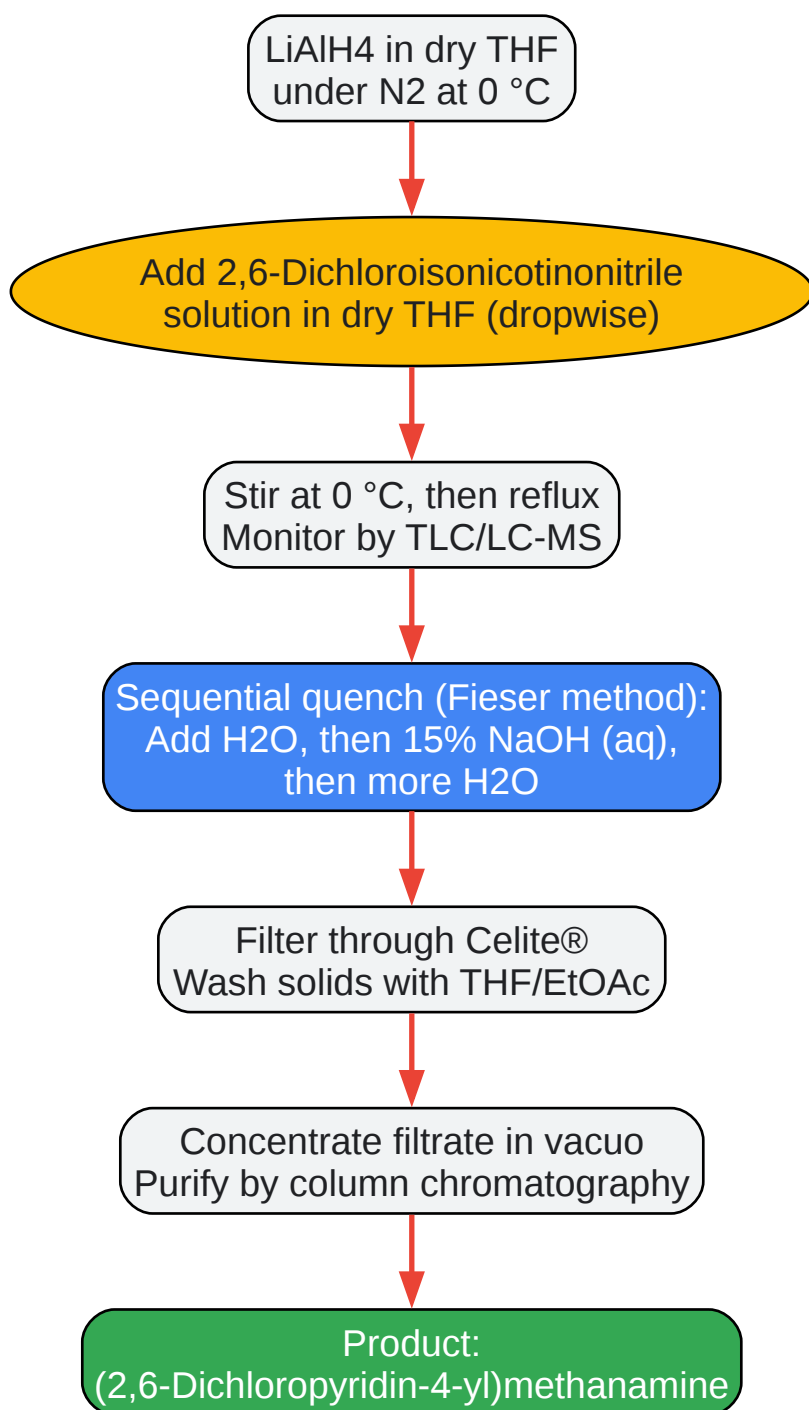 LiAlH4 in dry THF
under N2 at 0 °C
Add 2,6-Dichloroisonicotinonitrile
solution in dry THF (dropwise)
Stir at 0 °C, then reflux
Monitor by TLC/LC-MS
Sequential quench (Fieser method):
Add H2O, then 15% NaOH (aq),
then more H2O
Filter through Celite®
Wash solids with THF/EtOAc
Concentrate filtrate in vacuo
Purify by column chromatography
Product:
(2,6-Dichloropyridin-4-yl)methanamine